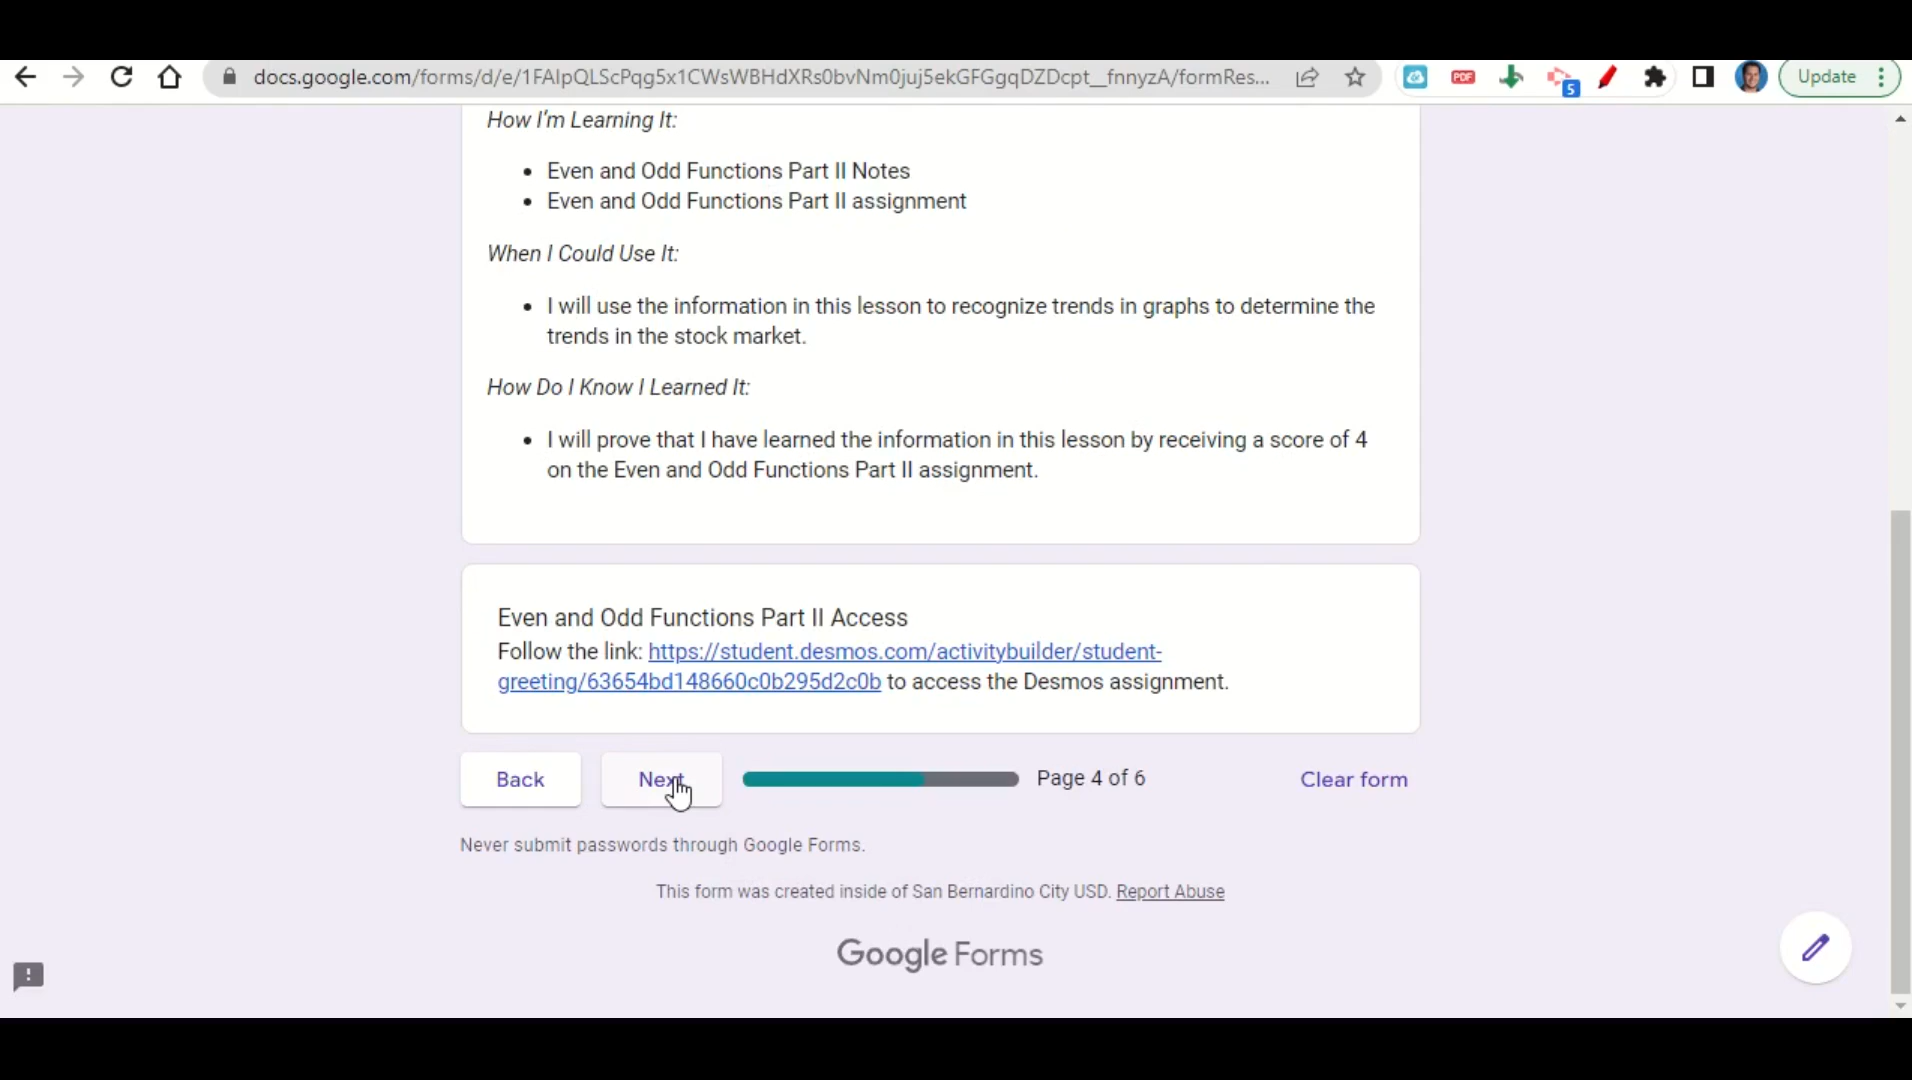 docs.google.com/forms/d/e/1FAIpQLScPqg5x1CWsWBHdXRs0bvNm0juj5ekGFGgqDZDcpt__fnnyzA/formRes...
PDF
5
Update
How I'm Learning It:
• Even and Odd Functions Part II Notes
• Even and Odd Functions Part II assignment
When I Could Use It:
• I will use the information in this lesson to recognize trends in graphs to determine the
trends in the stock market.
How Do I Know I Learned It:
• I will prove that I have learned the information in this lesson by receiving a score of 4
on the Even and Odd Functions Part II assignment.
Even and Odd Functions Part II Access
Follow the link: https://student.desmos.com/activitybuilder/student-
greeting/63654bd148660c0b295d2c0b to access the Desmos assignment.
Back
Next
Page 4 of 6
Clear form
Never submit passwords through Google Forms.
This form was created inside of San Bernardino City USD. Report Abuse
Google Forms